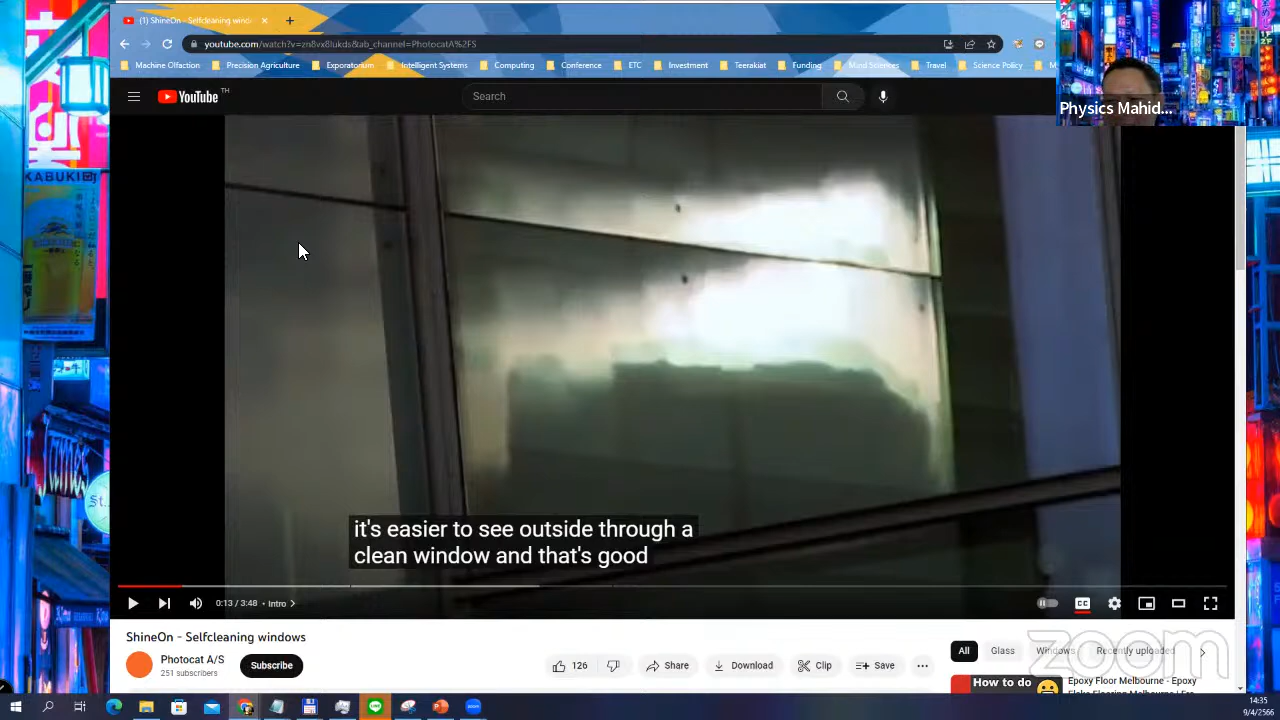 (1) ShineOn - Selfcleaning wind
youtube.com/watch?v=zn8vx8lukds&ab_channel=PhotocatA%2FS
Machine Olfaction
Precision Agriculture
Exporatorium
Intelligent Systems
Computing
Conference
ETC
Investment
Teerakiat
Funding
Mind Sciences
Travel
Science Policy
YouTube TH
Search
Physics Mahid...
KABUKI
it's easier to see outside through a
clean window and that's good
0:13 / 3:48 • Intro
CC
ShineOn - Selfcleaning windows
Photocat A/S
251 subscribers
Subscribe
126
Share
Download
Clip
Save
All
Glass
Windows
Recently uploaded
zoom
How to do
Epoxy Floor Melbourne - Epoxy
14:35
9/4/2566